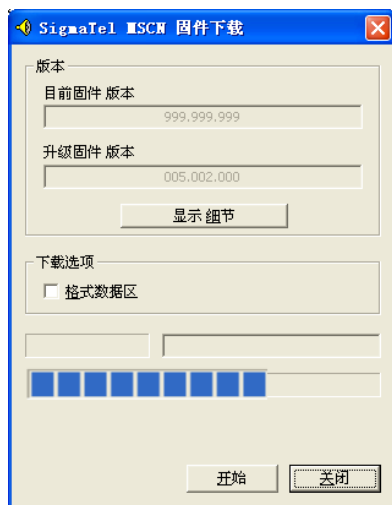 SigmaTel MSCN 固件下载
版本
目前固件 版本
999.999.999
升级固件 版本
005.002.000
显示 细节
下载选项
格式数据区
开始
关闭